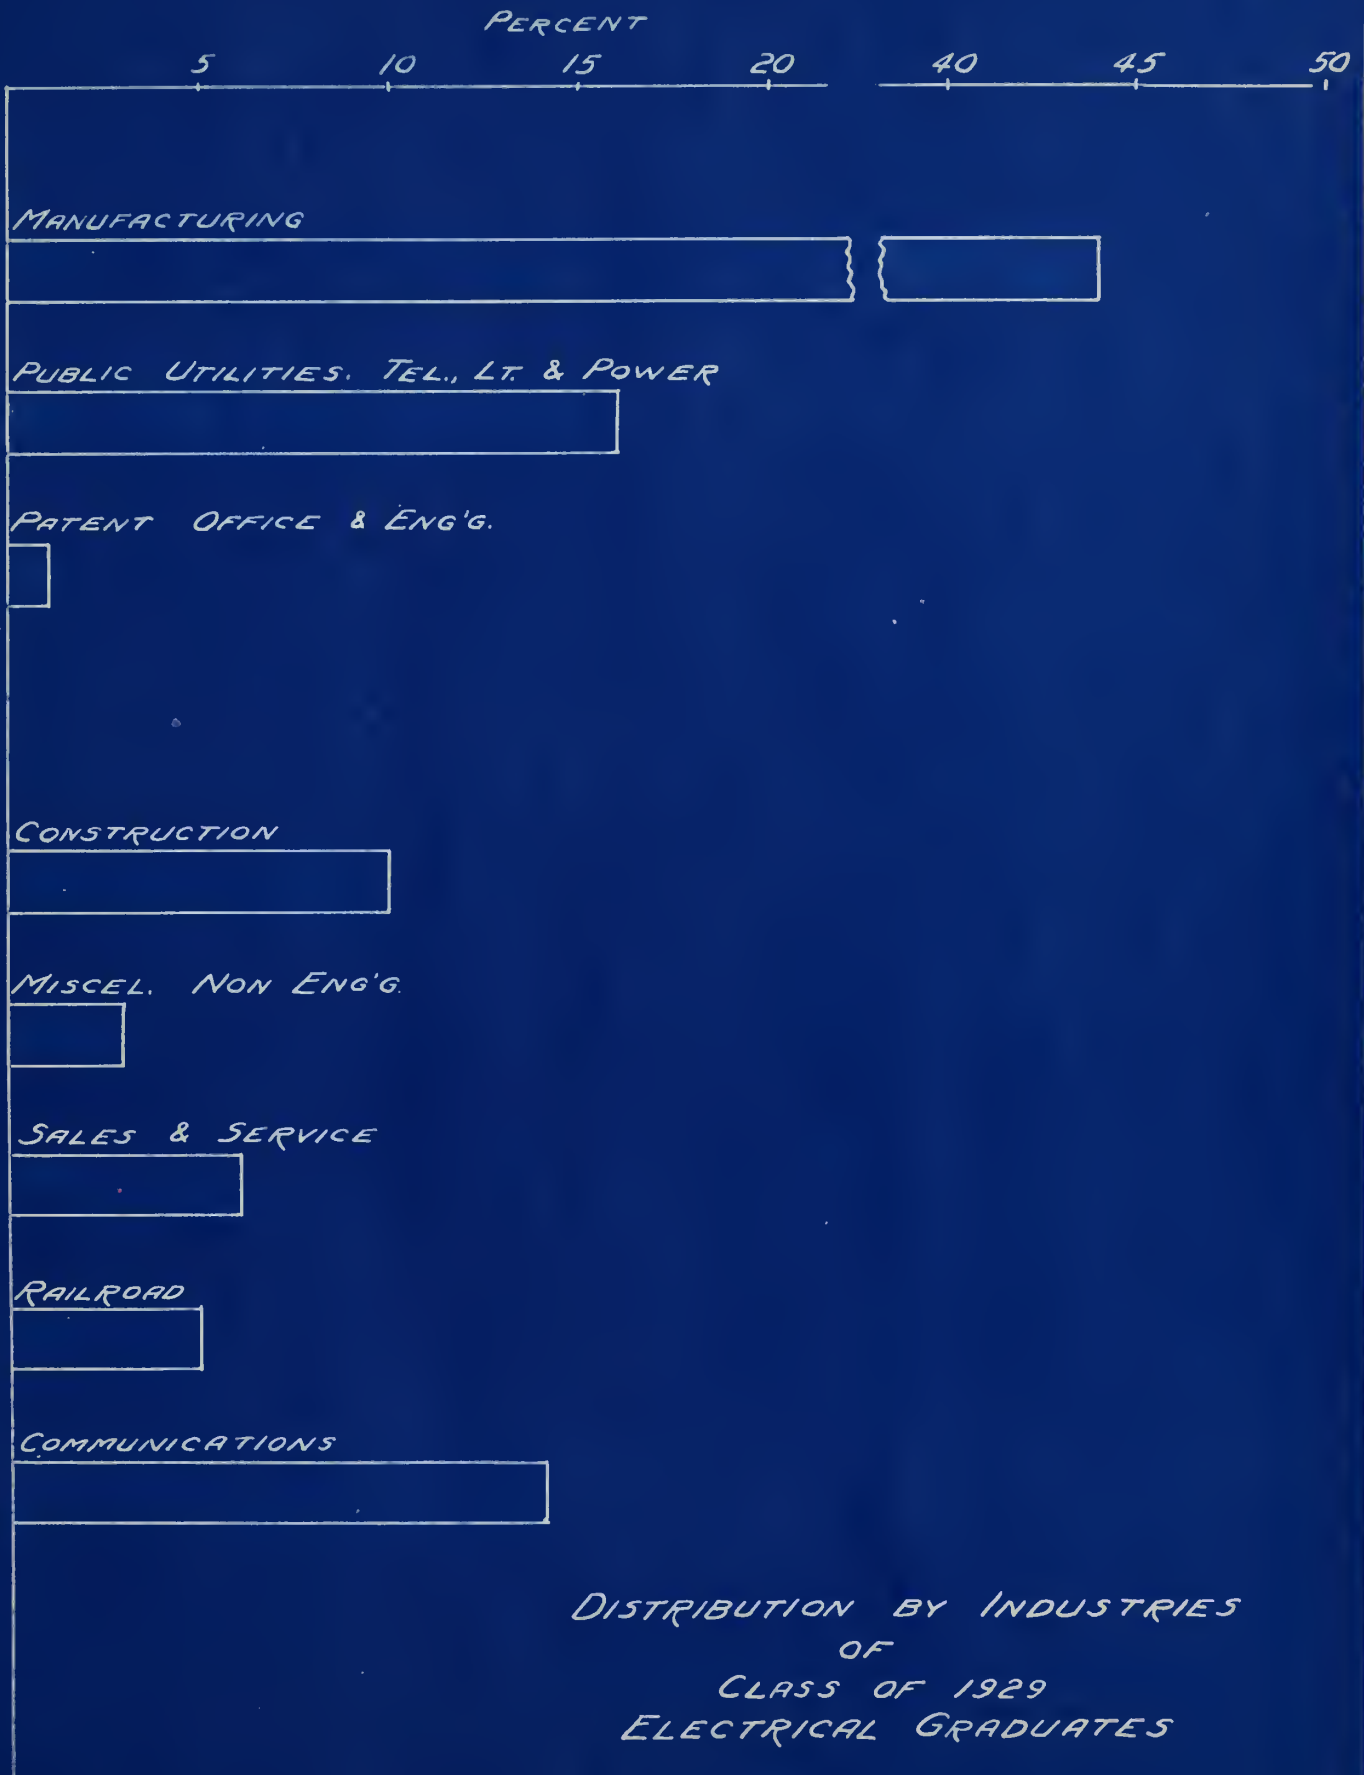 PERCENT
5 10 15 20 40 45 50
MANUFACTURING
PUBLIC UTILITIES. TEL., LT. & POWER
PATENT OFFICE & ENG'G.
CONSTRUCTION
MISCEL. NON ENG'G.
SALES & SERVICE
RAILROAD
COMMUNICATIONS
DISTRIBUTION BY INDUSTRIES
OF
CLASS OF 1929
ELECTRICAL GRADUATES